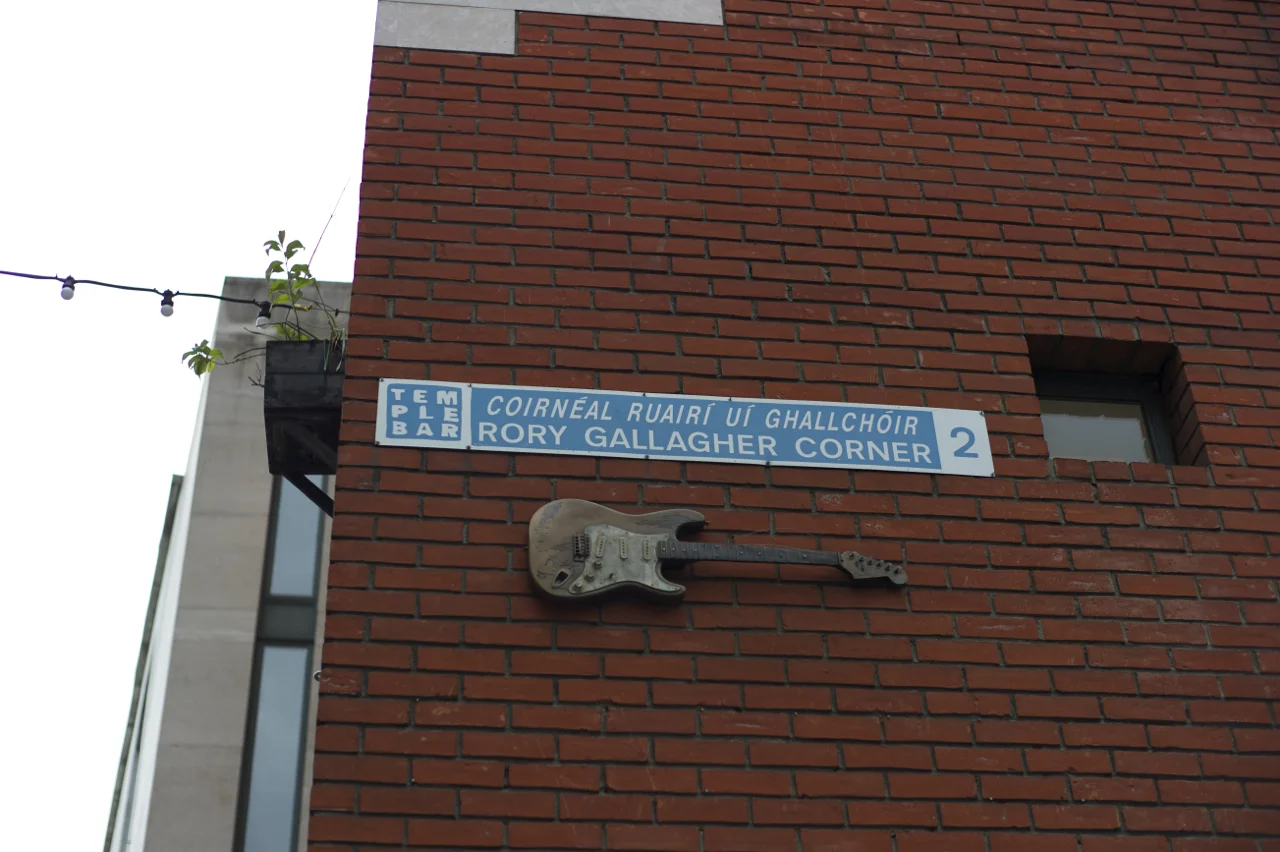 TEM
PLE
BAR
COIRNÉAL RUAIRÍ UÍ GHALLCHÓIR
RORY GALLAGHER CORNER
2